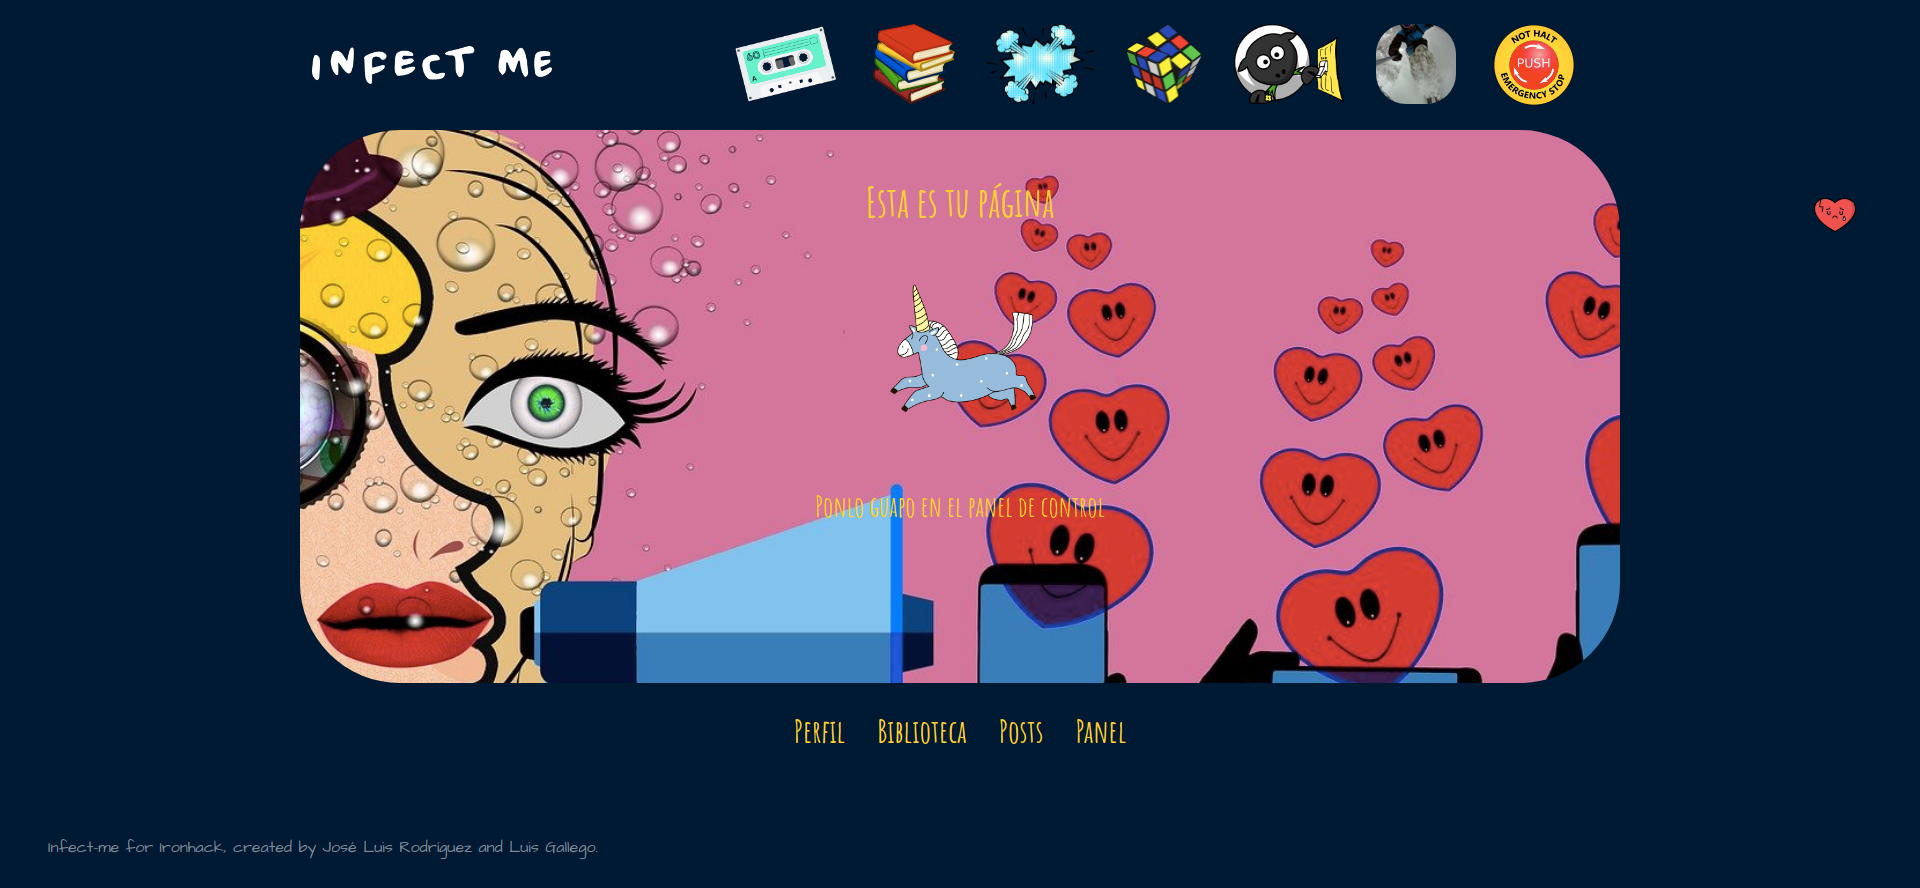 INFECT ME
A
NOT HALT
PUSH
EMERGENCY STOP
Esta es tu página
Ponlo guapo en el panel de control
Perfil Biblioteca Posts Panel
Infect-me for Ironhack, created by José Luis Rodríguez and Luis Gallego.